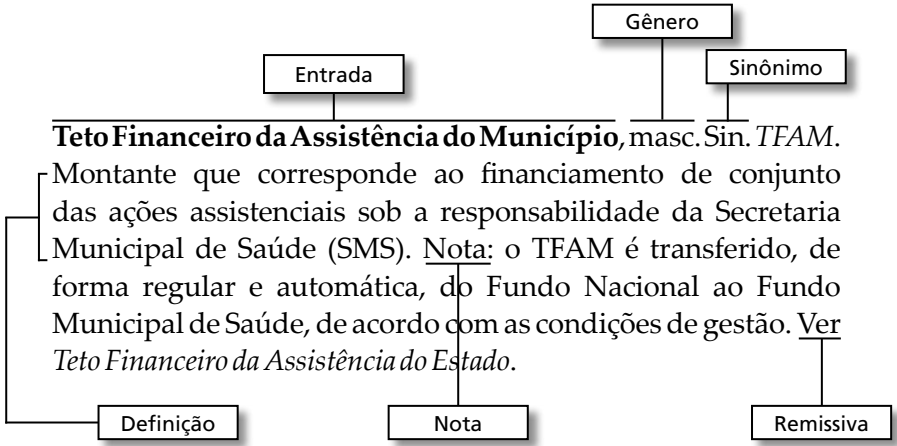 Gênero
Entrada
Sinônimo
Teto Financeiro da Assistência do Município, masc. Sin. TFAM.
Montante que corresponde ao financiamento de conjunto
das ações assistenciais sob a responsabilidade da Secretaria
Municipal de Saúde (SMS). Nota: o TFAM é transferido, de
forma regular e automática, do Fundo Nacional ao Fundo
Municipal de Saúde, de acordo com as condições de gestão. Ver
Teto Financeiro da Assistência do Estado.
Definição
Nota
Remissiva